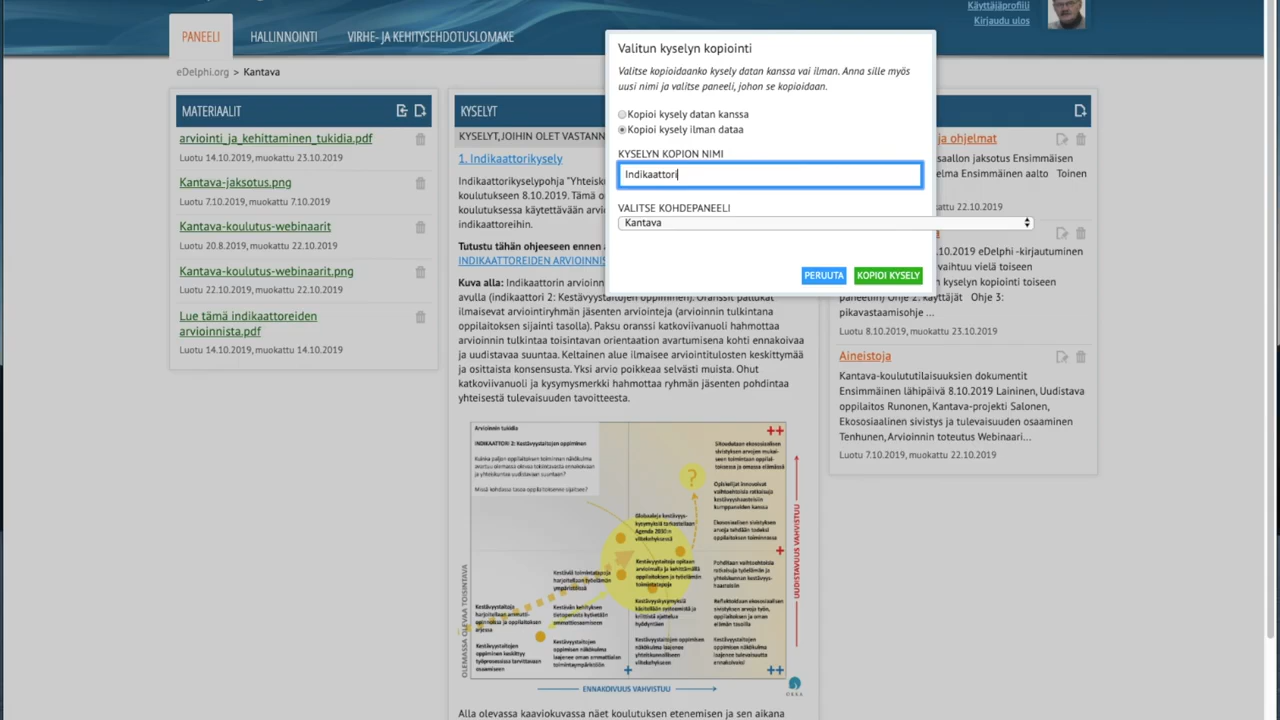 Käyttäjäprofiili
Kirjaudu ulos
PANEELI
HALLINNOINTI
VIRHE- JA KEHITYSEHDOTUSLOMAKE
eDelphi.org > Kantava
MATERIAALIT
arviointi_ja_kehittaminen_tukidia.pdf
Luotu 14.10.2019, muokattu 23.10.2019
Kantava-jaksotus.png
Luotu 7.10.2019, muokattu 7.10.2019
Kantava-koulutus-webinaarit
Luotu 20.8.2019, muokattu 22.10.2019
Kantava-koulutus-webinaarit.png
Luotu 7.10.2019, muokattu 22.10.2019
Lue tämä indikaattoreiden
arvioinnista.pdf
Luotu 14.10.2019, muokattu 14.10.2019
KYSELYT
KYSELYT, JOIHIN OLET VASTANN
1. Indikaattorikysely
Indikaattorikyselypohja "Yhteisk
koulutukseen 8.10.2019. Tämä o
koulutuksessa käytettävään arvio
indikaattoreihin.
Tutustu tähän ohjeeseen ennen
INDIKAATTOREIDEN ARVIOINNIS
Kuva alla: Indikaattorin arvioinn
avulla (indikaattori 2: Kestävyystaitojen oppiminen). Oranssit pallukat
ilmaisevat arviointiryhmän jäsenten arviointeja (arvioinnin tulkintana
oppilaitoksen sijainti tasolla). Paksu oranssi katkoviivanuoli hahmottaa
arvioinnin tulkintaa toisintavan orientaation avartumisena kohti ennakoivaa
ja uudistavaa suuntaa. Keltainen alue ilmaisee arviointitulosten keskittymää
ja osittaista konsensusta. Yksi arvio poikkeaa selvästi muista. Ohut
katkoviivanuoli ja kysymysmerkki hahmottaa ryhmän jäsenten pohdintaa
yhteisestä tulevaisuuden tavoitteesta.
Valitun kyselyn kopiointi
Valitse kopioidaanko kysely datan kanssa vai ilman. Anna sille myös
uusi nimi ja valitse paneeli, johon se kopioidaan.
Kopioi kysely datan kanssa
Kopioi kysely ilman dataa
KYSELYN KOPION NIMI
Indikaattori
VALITSE KOHDEPANEELI
Kantava
PERUUTA
KOPIOI KYSELY
ja ohjelmat
saallon jaksotus Ensimmäisen
elma Ensimmäinen aalto Toinen
attu 22.10.2019
.10.2019 eDelphi -kirjautuminen
vaihtuu vielä toiseen
kyselyn kopiointi toiseen
paneeliin) Ohje 2: Käyttäjät Ohje 3:
pikavastaamisohje ...
Luotu 8.10.2019, muokattu 23.10.2019
Aineistoja
Kantava-koulututilaisuuksien dokumentit
Ensimmäinen lähipäivä 8.10.2019 Laininen, Uudistava
oppilaitos Runonen, Kantava-projekti Salonen,
Ekososiaalinen sivistys ja tulevaisuuden osaaminen
Tenhunen, Arvioinnin toteutus Webinaari...
Luotu 7.10.2019, muokattu 22.10.2019
Arvioinnin tukidia
INDIKAATTORI 2: Kestävyystaitojen oppiminen
++
?
+
+
++
OLEMASSA OLEVAA TOISINTAVA
UUDISTAVUUS VAHVISTUU
ENNAKOIVUUS VAHVISTUU
OKKA
Alla olevassa kaaviokuvassa näet koulutuksen etenemisen ja sen aikana